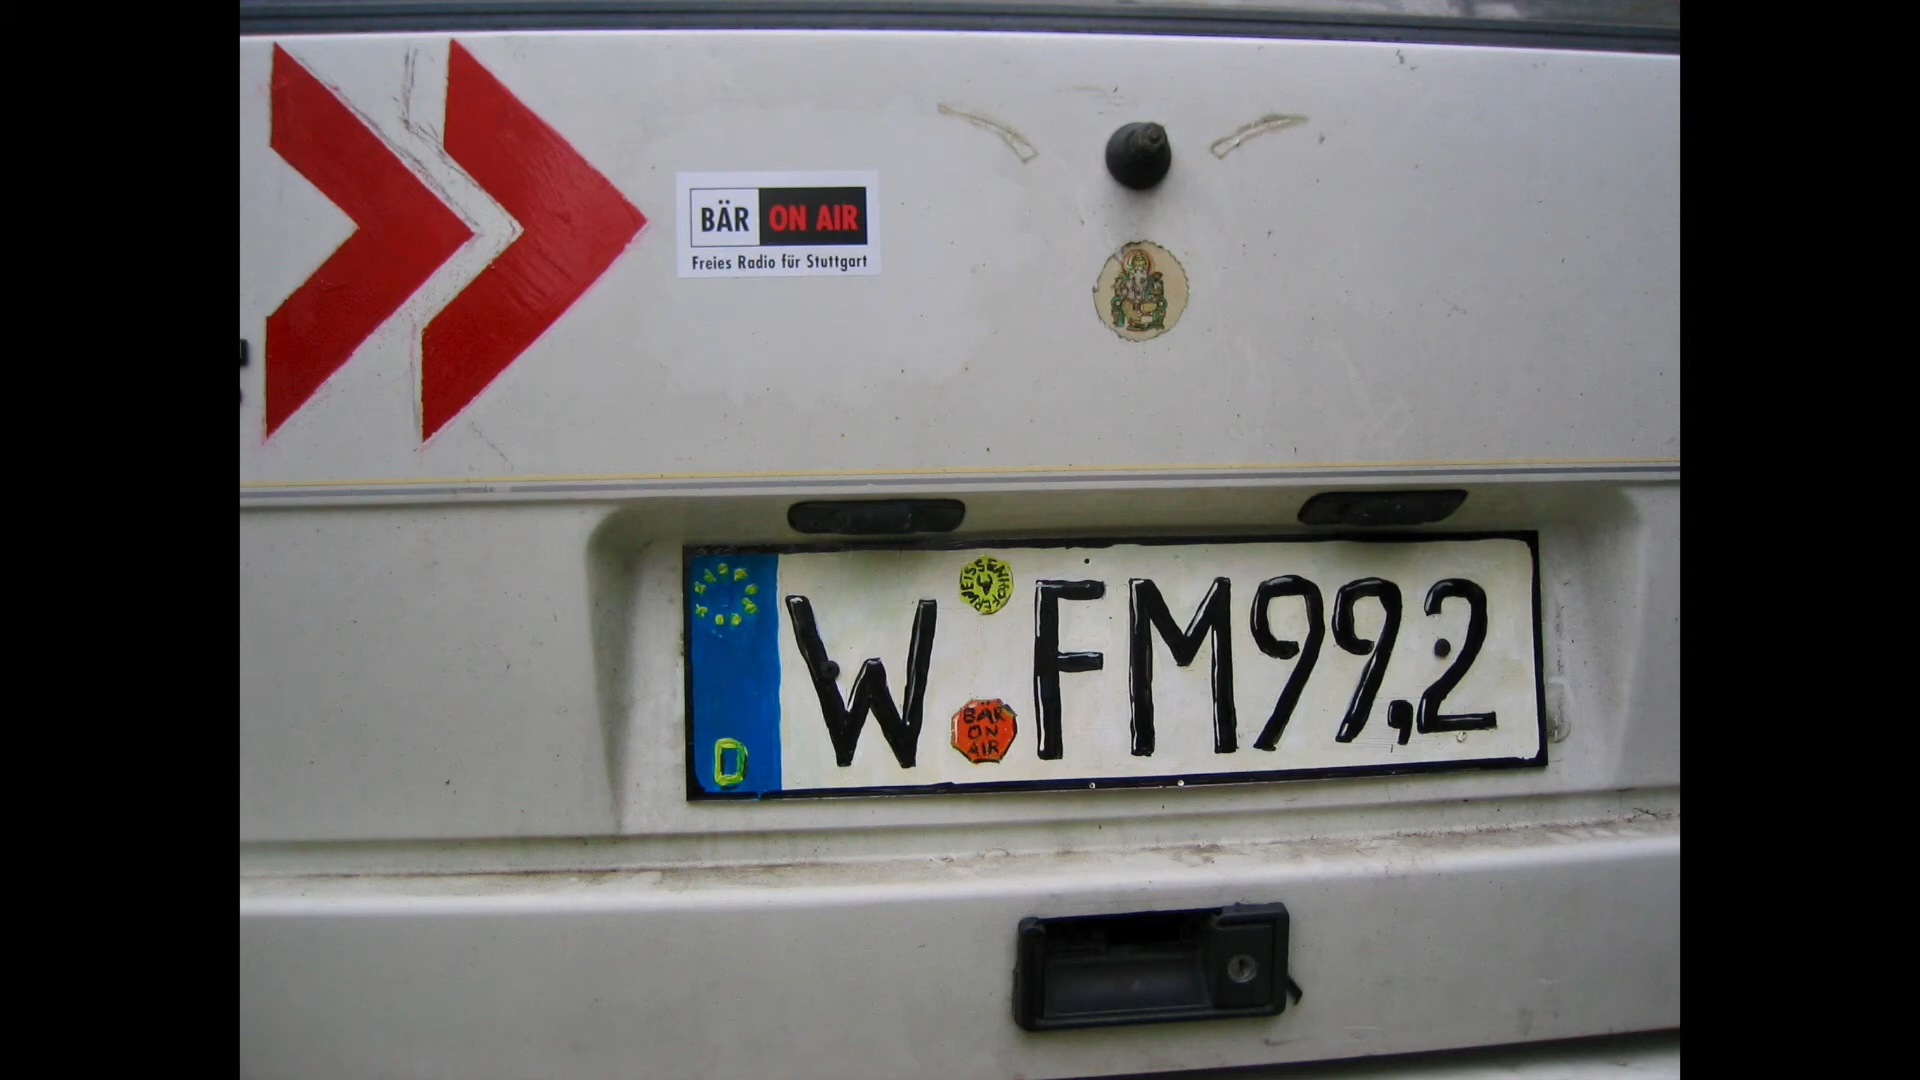 BÄR ON AIR
Freies Radio für Stuttgart
W FM99,2
BÄR
ON
AIR
D